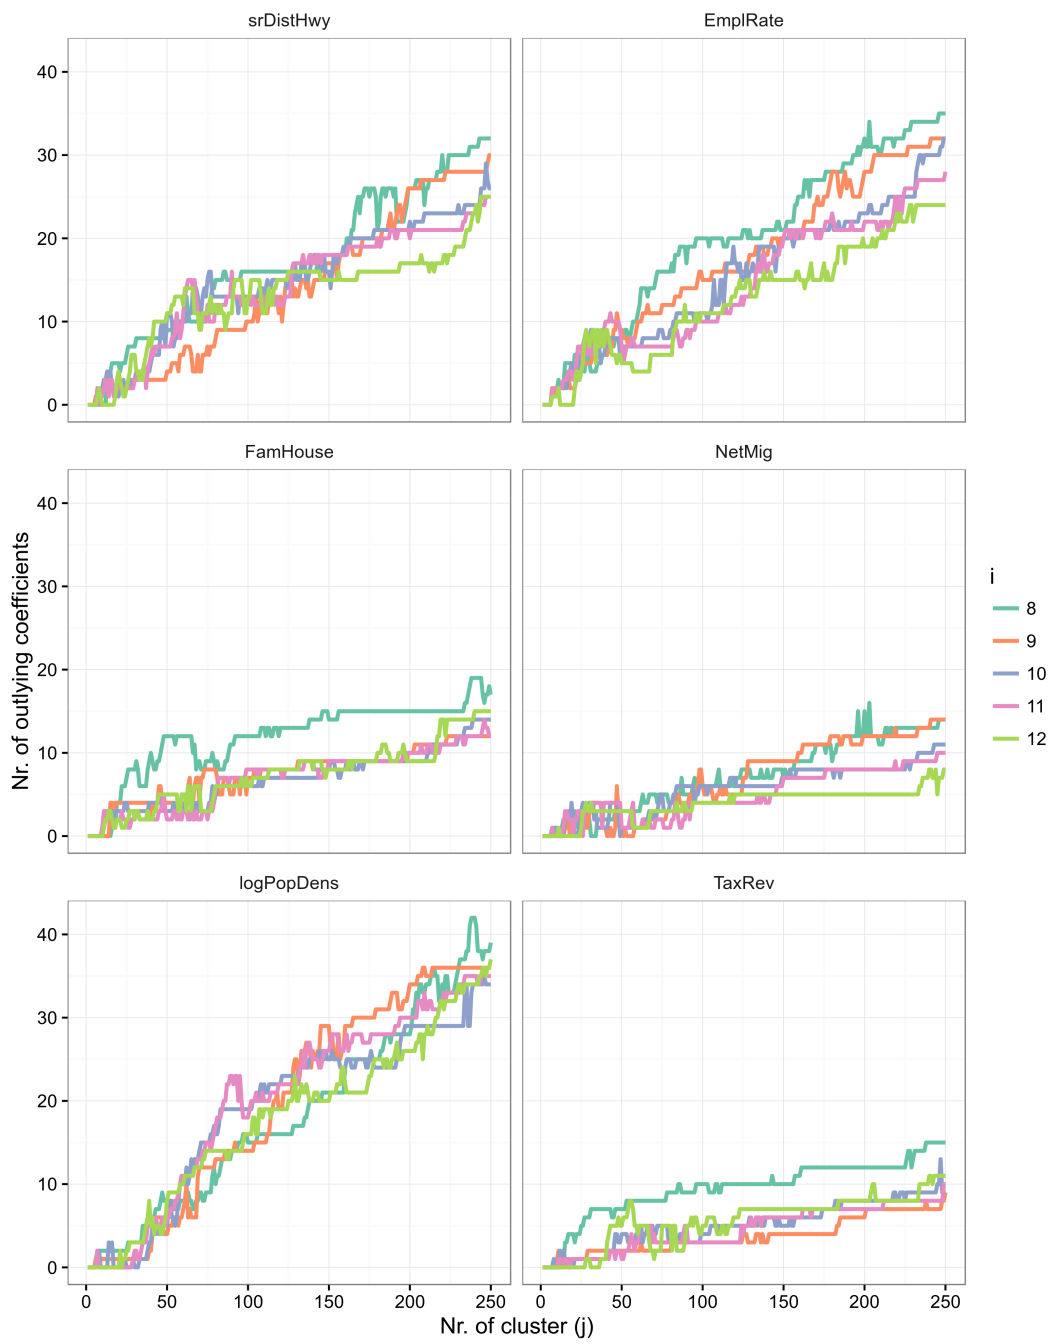 srDistHwy
EmplRate
40
30
20
10
0
FamHouse
NetMig
40
30
20
10
0
Nr. of outlying coefficients
i
8
9
10
11
12
logPopDens
TaxRev
40
30
20
10
0
0 50 100 150 200 250
0 50 100 150 200 250
Nr. of cluster (j)